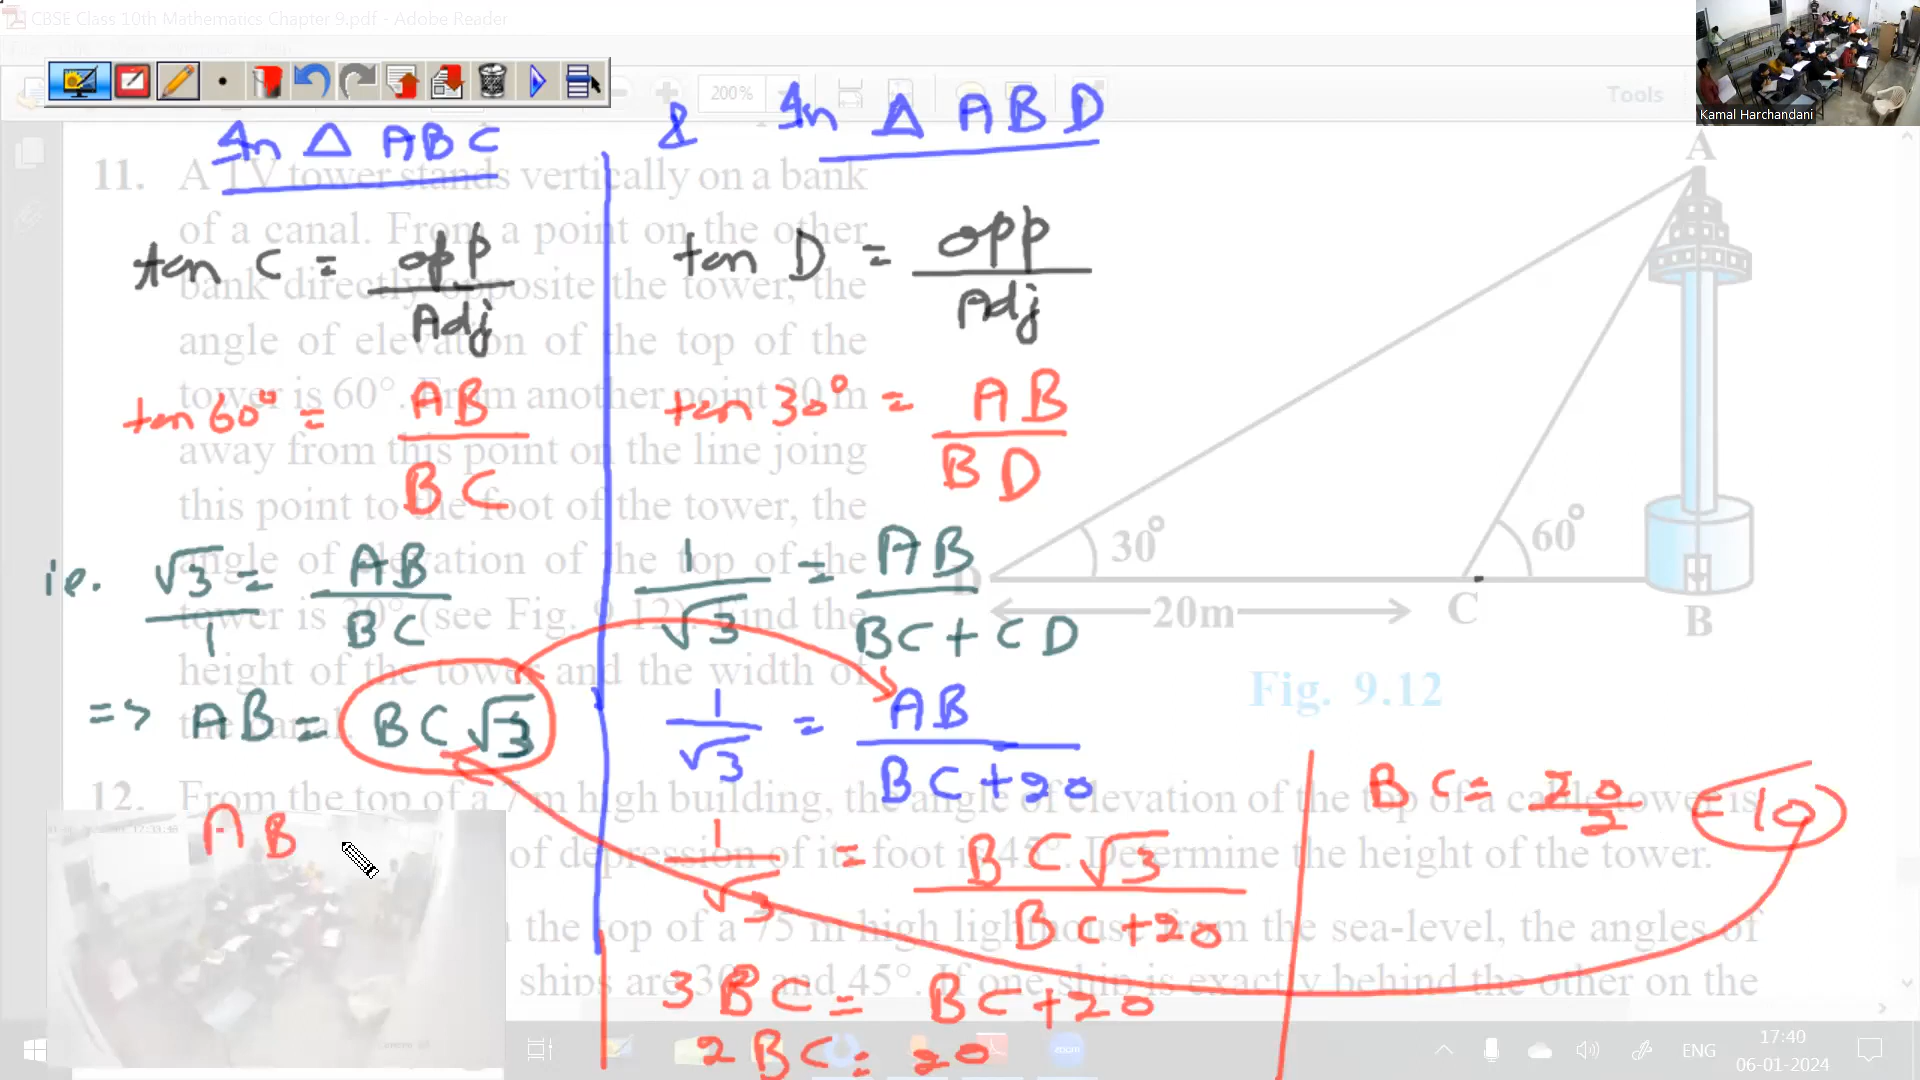 CBSE Class 10th Mathematics Chapter 9.pdf - Adobe Reader
200%
Tools
Kamal Harchandani
In Δ ABC
& In Δ ABD
11. A TV tower stands vertically on a bank
of a canal. From a point on the other
bank directly opposite the tower, the
angle of elevation of the top of the
tower is 60°. From another point 20 m
away from this point on the line joing
this point to the foot of the tower, the
angle of elevation of the top of the
tower is 30° (see Fig. 9.12). Find the
height of the tower and the width of
the canal.
tan C = opp / Adj
tan 60° = AB / BC
ie. √3 / 1 = AB / BC
=> AB = BC√3
AB
tan D = opp / Adj
tan 30° = AB / BD
1 / √3 = AB / BC + CD
1 / √3 = AB / BC + 20
1 / √3 = BC√3 / BC + 20
3 BC = BC + 20
2 BC = 20
BC = 20 / 2 = 10
A
30°
60°
D
20m
C
B
Fig. 9.12
12. From the top of a 7 m high building, the angle of elevation of the top of a cable tower is
of depression of its foot is 45°. Determine the height of the tower.
the top of a 75 m high lighthouse from the sea-level, the angles of
ships are 30° and 45°. If one ship is exactly behind the other on the
zoom
ENG
17:40
06-01-2024